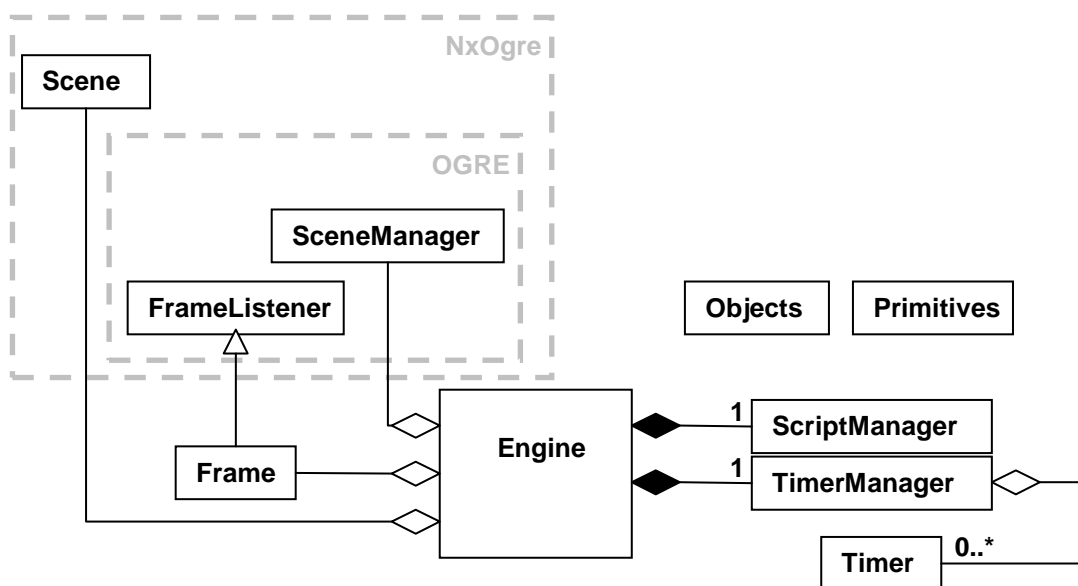 NxOgre
Scene
OGRE
SceneManager
FrameListener
Objects
Primitives
Engine
1
ScriptManager
Frame
1
TimerManager
Timer
0..*